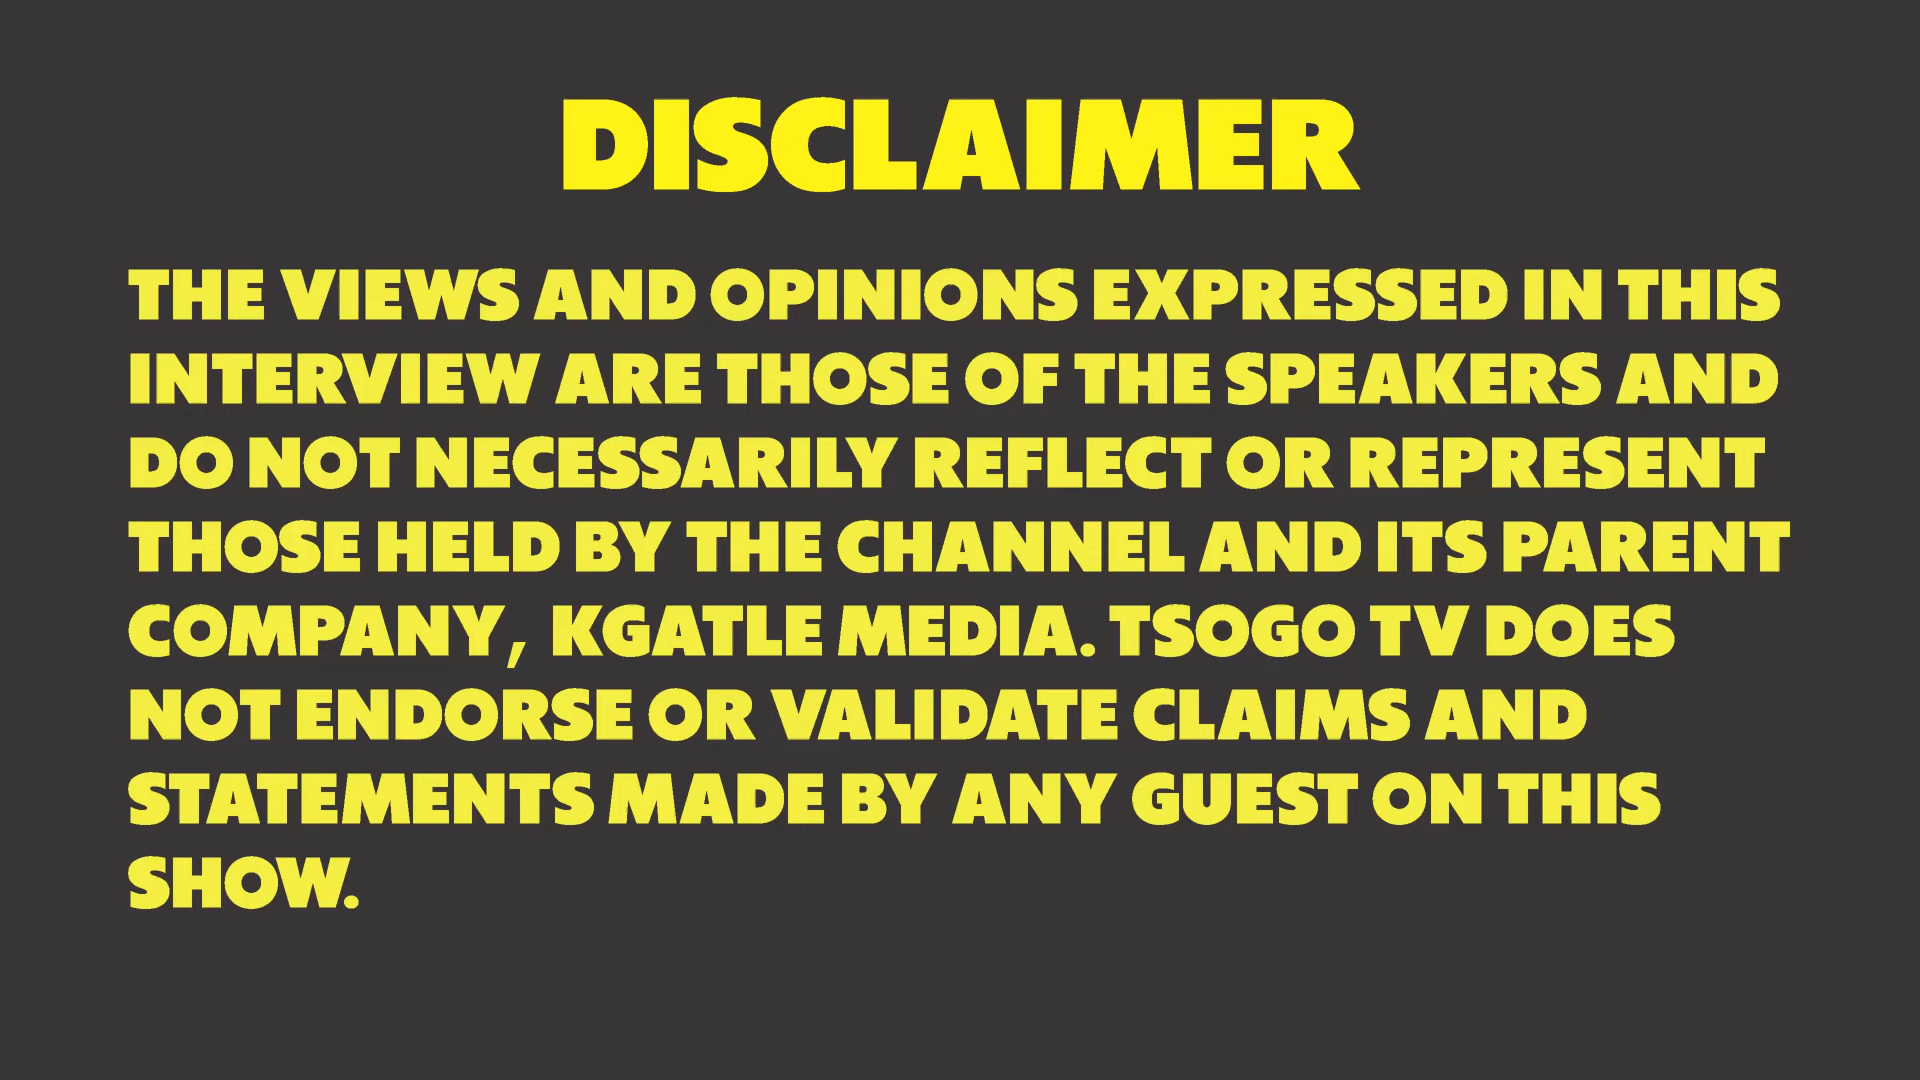 DISCLAIMER
THE VIEWS AND OPINIONS EXPRESSED IN THIS
INTERVIEW ARE THOSE OF THE SPEAKERS AND
DO NOT NECESSARILY REFLECT OR REPRESENT
THOSE HELD BY THE CHANNEL AND ITS PARENT
COMPANY, KGATLE MEDIA. TSOGO TV DOES
NOT ENDORSE OR VALIDATE CLAIMS AND
STATEMENTS MADE BY ANY GUEST ON THIS
SHOW.